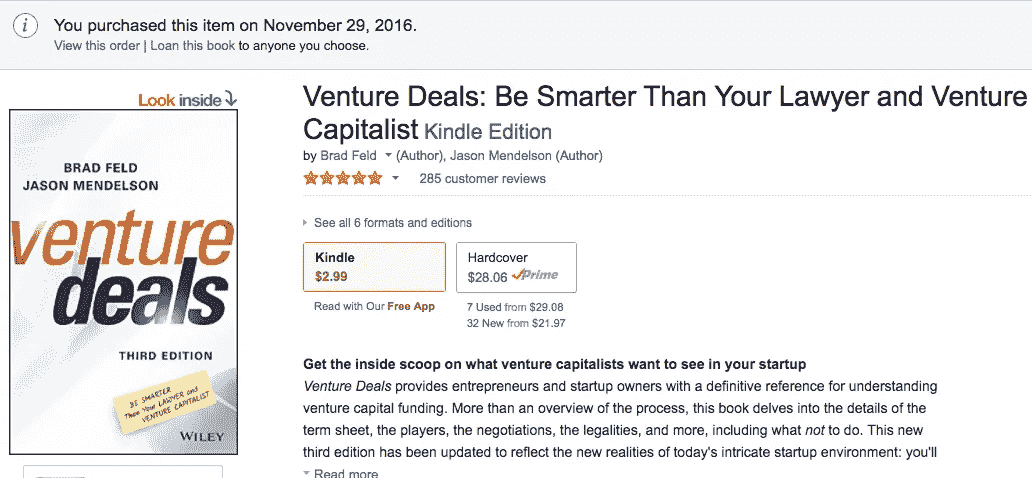 You purchased this item on November 29, 2016.
View this order | Loan this book to anyone you choose.
Look inside
BRAD FELD
JASON MENDELSON
venture
deals
THIRD EDITION
BE SMARTER
Than Your LAWYER and
VENTURE CAPITALIST
WILEY
Venture Deals: Be Smarter Than Your Lawyer and Venture
Capitalist Kindle Edition
by Brad Feld (Author), Jason Mendelson (Author)
285 customer reviews
See all 6 formats and editions
Kindle
$2.99
Read with Our Free App
Hardcover
$28.06 Prime
7 Used from $29.08
32 New from $21.97
Get the inside scoop on what venture capitalists want to see in your startup
Venture Deals provides entrepreneurs and startup owners with a definitive reference for understanding
venture capital funding. More than an overview of the process, this book delves into the details of the
term sheet, the players, the negotiations, the legalities, and more, including what not to do. This new
third edition has been updated to reflect the new realities of today's intricate startup environment: you'll
Read more